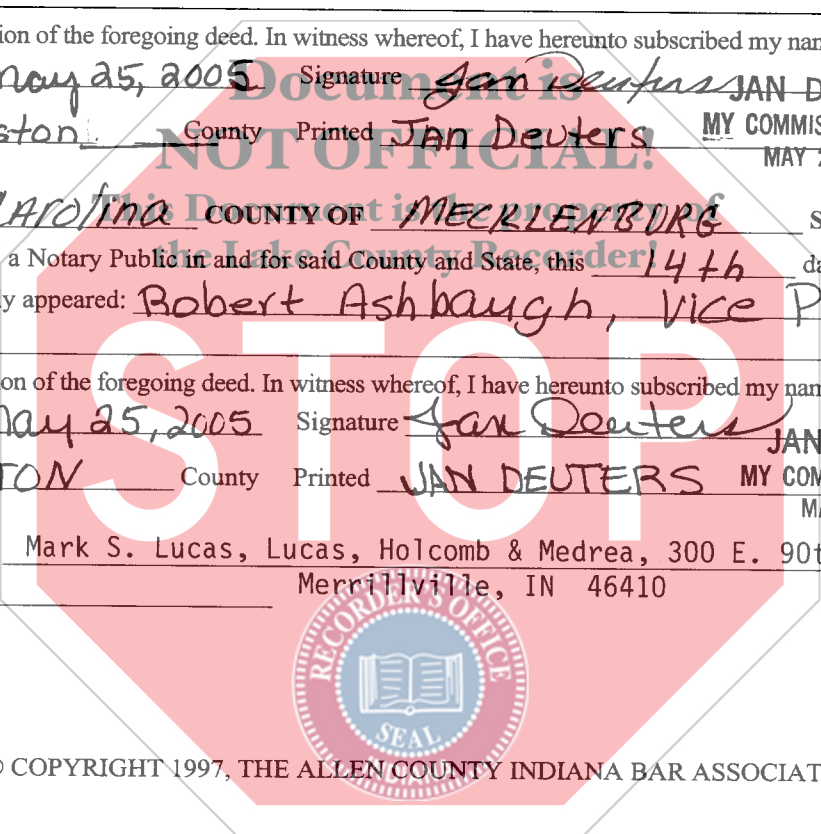 ion of the foregoing deed. In witness whereof, I have hereunto subscribed my nam
May 25, 2005 Signature Jan Deuters JAN D
ston County Printed Jan Deuters MY COMMIS
MAY 2
Document is
NOT OFFICIAL!
This Document is the property of
the Lake County Recorder!
Carolina COUNTY OF MECKLENBURG S
a Notary Public in and for said County and State, this 14th da
ly appeared: Robert Ashbaugh, Vice P
STOP
on of the foregoing deed. In witness whereof, I have hereunto subscribed my nam
May 25, 2005 Signature Jan Deuters JAN
TON County Printed JAN DEUTERS MY COM
MA
Mark S. Lucas, Lucas, Holcomb & Medrea, 300 E. 90t
Merrillville, IN 46410
RECORDER'S OFFICE
SEAL
INDIANA
© COPYRIGHT 1997, THE ALLEN COUNTY INDIANA BAR ASSOCIAT